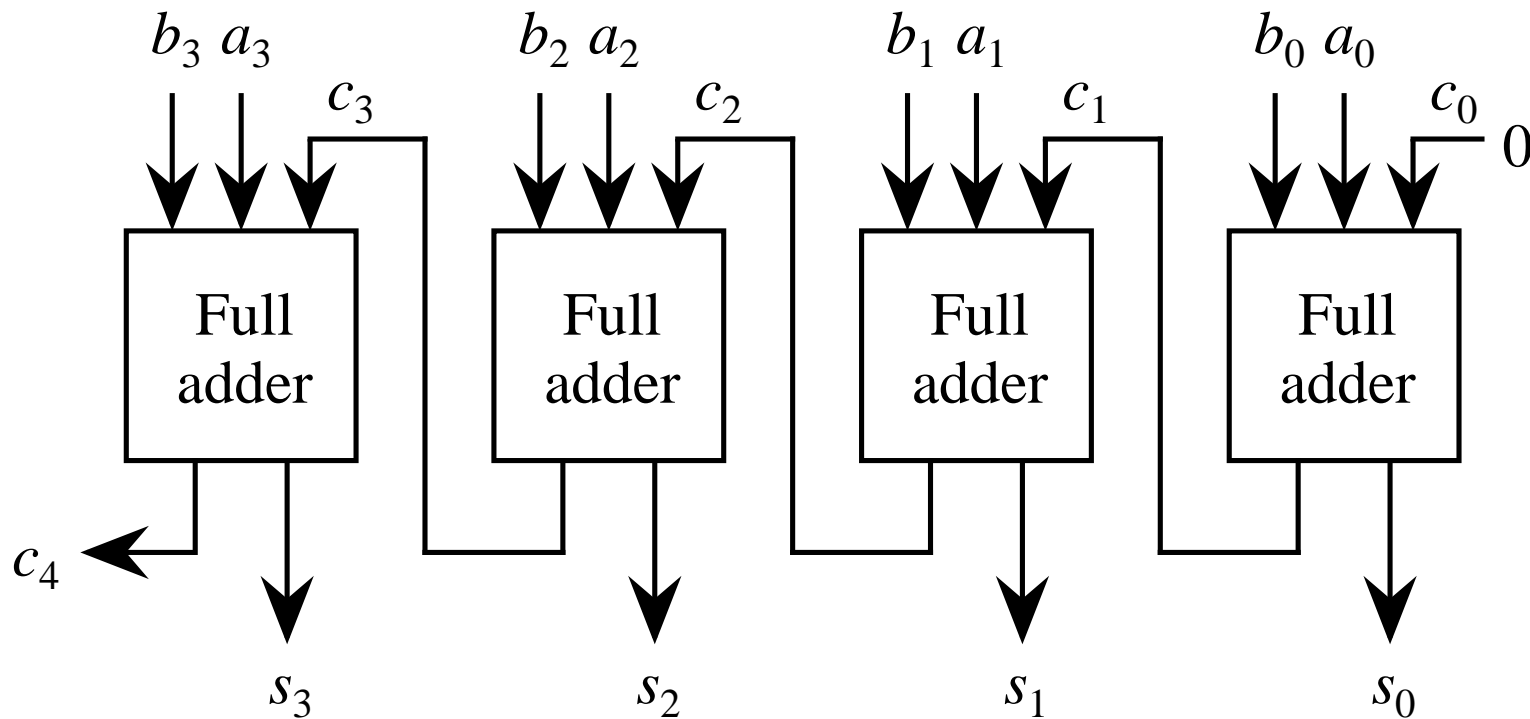 b₃ a₃ b₂ a₂ b₁ a₁ b₀ a₀
c₃ c₂ c₁ c₀
0
Full Full Full Full
adder adder adder adder
c₄
s₃ s₂ s₁ s₀